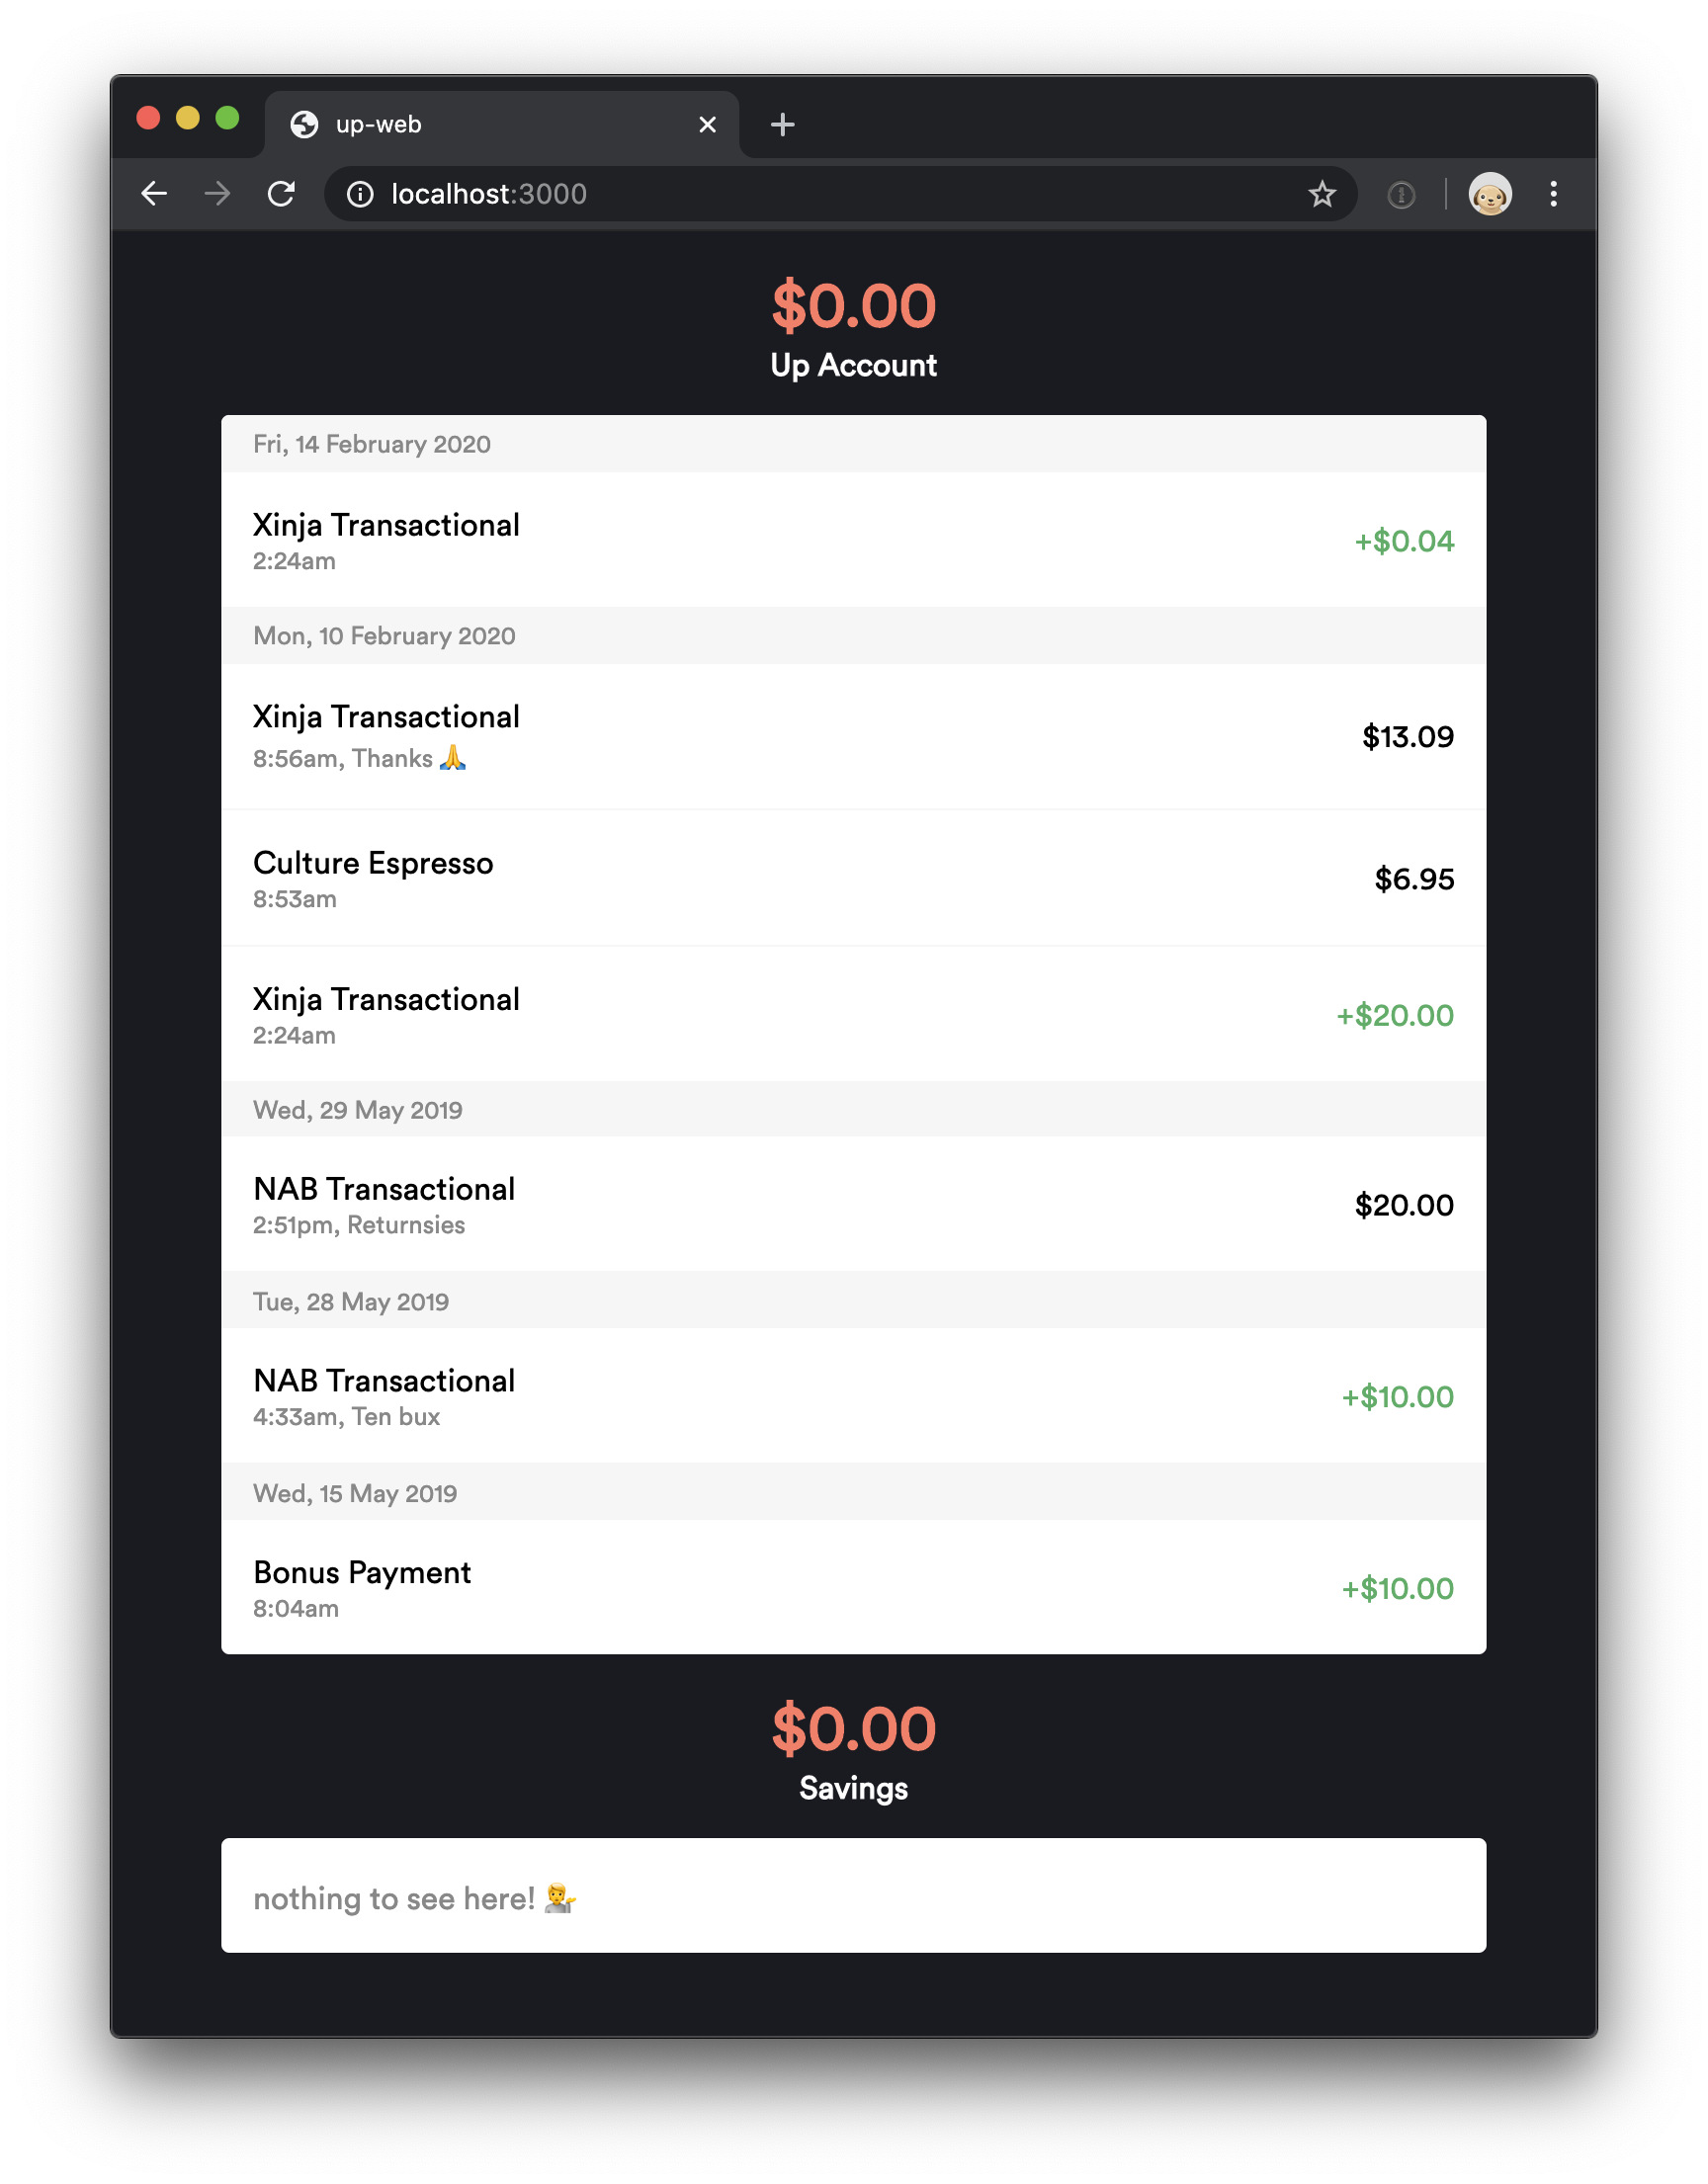 up-web
localhost:3000
$0.00
Up Account
Fri, 14 February 2020
Xinja Transactional
+$0.04
2:24am
Mon, 10 February 2020
Xinja Transactional
$13.09
8:56am, Thanks 🙏
Culture Espresso
$6.95
8:53am
Xinja Transactional
+$20.00
2:24am
Wed, 29 May 2019
NAB Transactional
$20.00
2:51pm, Returnsies
Tue, 28 May 2019
NAB Transactional
+$10.00
4:33am, Ten bux
Wed, 15 May 2019
Bonus Payment
+$10.00
8:04am
$0.00
Savings
nothing to see here! 💁